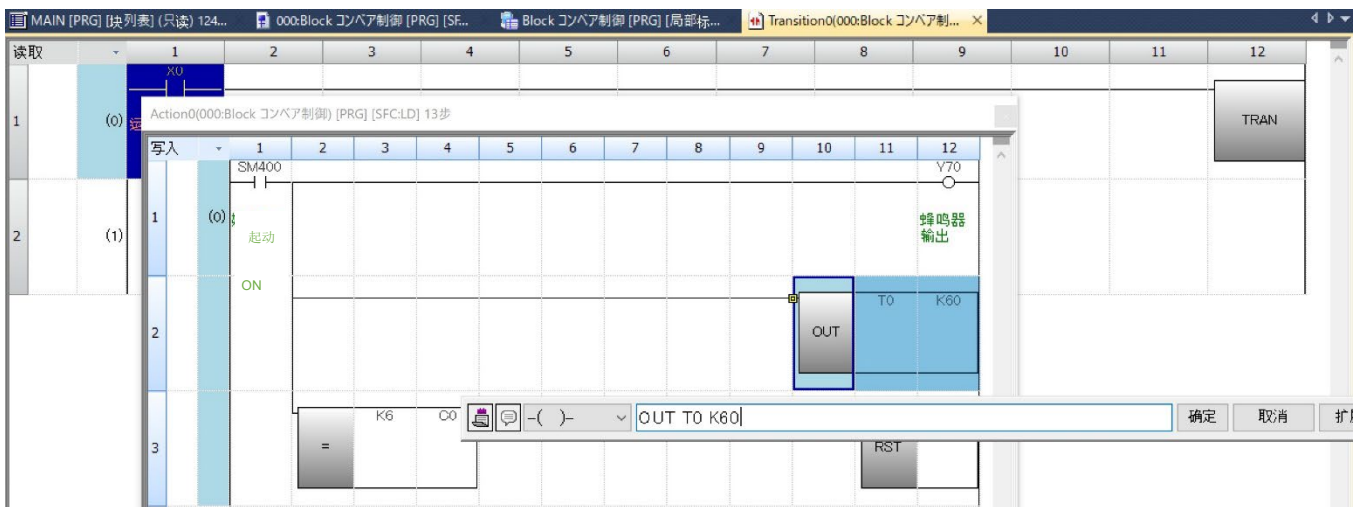 MAIN [PRG] [块列表] (只读) 124...
000:Block コンベア制御 [PRG] [SF...
Block コンベア制御 [PRG] [局部标...
Transition0(000:Block コンベア制... ×
读取 1 2 3 4 5 6 7 8 9 10 11 12
X0
1 (0) TRAN
2 (1)
Action0(000:Block コンベア制御) [PRG] [SFC:LD] 13步
写入 1 2 3 4 5 6 7 8 9 10 11 12
SM400 Y70
1 (0)
起动 蜂鸣器
输出
ON
2 OUT T0 K60
-( )- OUT T0 K60 确定 取消
3 = K6 C0 RST